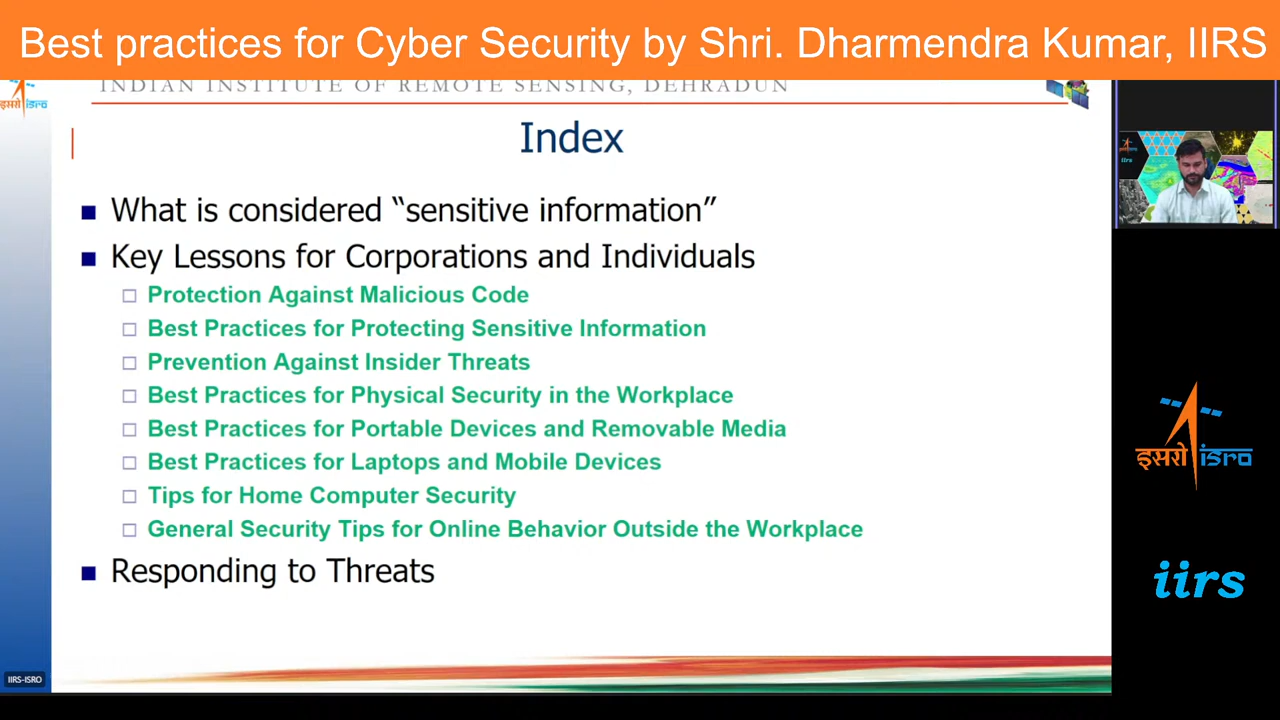 Best practices for Cyber Security by Shri. Dharmendra Kumar, IIRS
INDIAN INSTITUTE OF REMOTE SENSING, DEHRADUN
इसरो isro
Index
What is considered “sensitive information”
Key Lessons for Corporations and Individuals
Protection Against Malicious Code
Best Practices for Protecting Sensitive Information
Prevention Against Insider Threats
Best Practices for Physical Security in the Workplace
Best Practices for Portable Devices and Removable Media
Best Practices for Laptops and Mobile Devices
Tips for Home Computer Security
General Security Tips for Online Behavior Outside the Workplace
Responding to Threats
IIRS-ISRO
iirs
इसरो isro
iirs